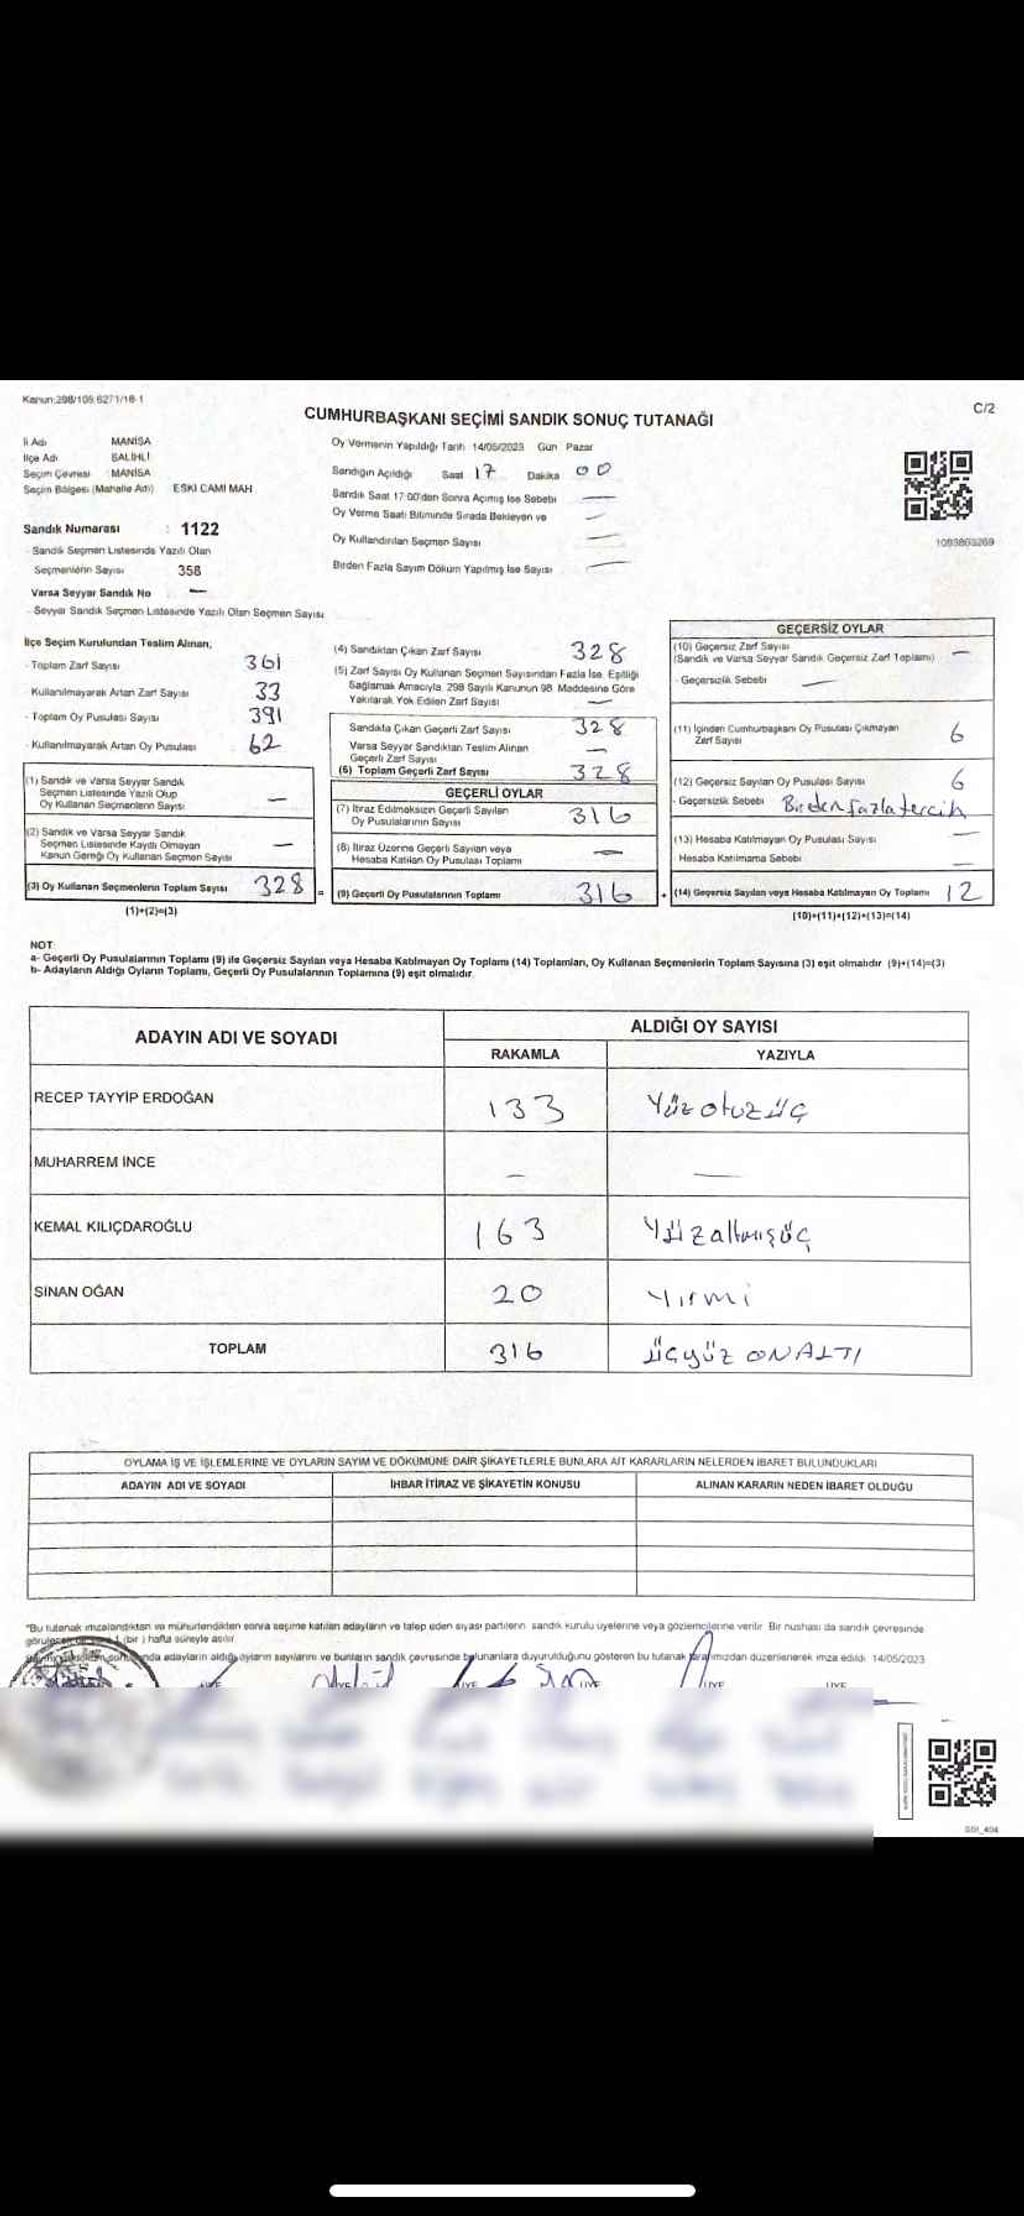 Kanun:298/109,6271/18-1
C/2
CUMHURBAŞKANI SEÇİMİ SANDIK SONUÇ TUTANAĞI
İli Adı MANİSA
İlçe Adı SALİHLİ
Seçim Çevresi MANİSA
Seçim Bölgesi (Mahalle Adı) ESKİ CAMİ MAH
Sandık Numarası : 1122
- Sandık Seçmen Listesinde Yazılı Olan
Seçmenlerin Sayısı 358
Varsa Seyyar Sandık No —
- Seyyar Sandık Seçmen Listesinde Yazılı Olan Seçmen Sayısı
Oy Vermenin Yapıldığı Tarih 14/05/2023 Gün Pazar
Sandığın Açıldığı Saat 17 Dakika 00
Sandık Saat 17:00'dan Sonra Açılmış İse Sebebi —
Oy Verme Saati Bitiminde Sırada Bekleyen ve —
Oy Kullandırılan Seçmen Sayısı —
Birden Fazla Sayım Döküm Yapılmış İse Sayısı —
1083863269
İlçe Seçim Kurulundan Teslim Alınan;
- Toplam Zarf Sayısı 361
- Kullanılmayarak Artan Zarf Sayısı 33
- Toplam Oy Pusulası Sayısı 391
- Kullanılmayarak Artan Oy Pusulası 62
(1) Sandık ve Varsa Seyyar Sandık
Seçmen Listesinde Yazılı Olup
Oy Kullanan Seçmenlerin Sayısı —
(2) Sandık ve Varsa Seyyar Sandık
Seçmen Listesinde Kaydı Olmayan
Kanun Gereği Oy Kullanan Seçmen Sayısı —
(3) Oy Kullanan Seçmenlerin Toplam Sayısı 328 =
(1)+(2)=(3)
(4) Sandıktan Çıkan Zarf Sayısı 328
(5) Zarf Sayısı Oy Kullanan Seçmen Sayısından Fazla İse, Eşitliği
Sağlamak Amacıyla, 298 Sayılı Kanunun 98. Maddesine Göre
Yakılarak Yok Edilen Zarf Sayısı —
Sandıkta Çıkan Geçerli Zarf Sayısı 328
Varsa Seyyar Sandıktan Teslim Alınan
Geçerli Zarf Sayısı —
(6) Toplam Geçerli Zarf Sayısı 328
GEÇERLİ OYLAR
(7) İtiraz Edilmeksizin Geçerli Sayılan
Oy Pusulalarının Sayısı 316
(8) İtiraz Üzerine Geçerli Sayılan veya
Hesaba Katılan Oy Pusulası Toplamı —
(9) Geçerli Oy Pusulalarının Toplamı 316 +
GEÇERSİZ OYLAR
(10) Geçersiz Zarf Sayısı
(Sandık ve Varsa Seyyar Sandık Geçersiz Zarf Toplamı) —
- Geçersizlik Sebebi —
(11) İçinden Cumhurbaşkanı Oy Pusulası Çıkmayan
Zarf Sayısı 6
(12) Geçersiz Sayılan Oy Pusulası Sayısı 6
- Geçersizlik Sebebi Birden fazla tercih
(13) Hesaba Katılmayan Oy Pusulası Sayısı —
Hesaba Katılmama Sebebi —
(14) Geçersiz Sayılan veya Hesaba Katılmayan Oy Toplamı 12
(10)+(11)+(12)+(13)=(14)
NOT:
a- Geçerli Oy Pusulalarının Toplamı (9) ile Geçersiz Sayılan veya Hesaba Katılmayan Oy Toplamı (14) Toplamları, Oy Kullanan Seçmenlerin Toplam Sayısına (3) eşit olmalıdır (9)+(14)=(3)
b- Adayların Aldığı Oyların Toplamı, Geçerli Oy Pusulalarının Toplamına (9) eşit olmalıdır.
ADAYIN ADI VE SOYADI ALDIĞI OY SAYISI
RAKAMLA YAZIYLA
RECEP TAYYİP ERDOĞAN 133 Yüz otuz üç
MUHARREM İNCE — —
KEMAL KILIÇDAROĞLU 163 Yüz altmış üç
SİNAN OĞAN 20 Yirmi
TOPLAM 316 üçyüz ONALTI
OYLAMA İŞ VE İŞLEMLERİNE VE OYLARIN SAYIM VE DÖKÜMÜNE DAİR ŞİKAYETLERLE BUNLARA AİT KARARLARIN NELERDEN İBARET BULUNDUKLARI
ADAYIN ADI VE SOYADI İHBAR İTİRAZ VE ŞİKAYETİN KONUSU ALINAN KARARIN NEDEN İBARET OLDUĞU
*Bu tutanak imzalandıktan ve mühürlendikten sonra seçime katılan adayların ve talep eden siyasi partilerin sandık kurulu üyelerine veya gözlemcilerine verilir. Bir nüshası da sandık çevresinde
(bir) hafta süreyle asılır
adayların aldığı oyların sayılarını ve bunların sandık çevresinde bulunanlara duyurulduğunu gösteren bu tutanak tarafımızdan düzenlenerek imza edildi 14/05/2023
ÜYE ÜYE ÜYE ÜYE ÜYE